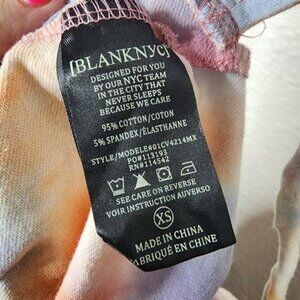 [BLANKNYC]
DESIGNED FOR YOU
BY OUR NYC TEAM
IN THE CITY THAT
NEVER SLEEPS
BECAUSE WE CARE
95% COTTON/COTON
5% SPANDEX/ÉLASTHANNE
STYLE/MODELE#01CV4214MX
PO#113193
RN#114542
SEE CARE ON REVERSE
VOIR INSTRUCTION AUVERSO
XS
MADE IN CHINA
FABRIQUÉ EN CHINE